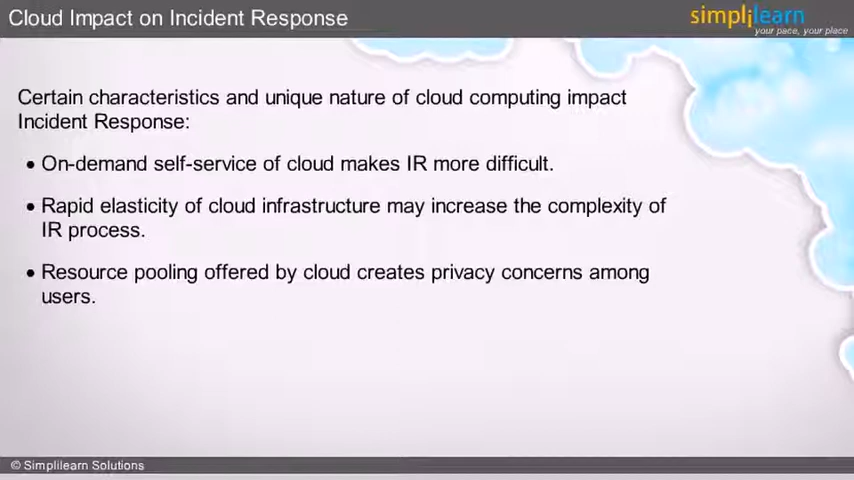 Cloud Impact on Incident Response
simplilearn
your pace, your place
Certain characteristics and unique nature of cloud computing impact
Incident Response:
• On-demand self-service of cloud makes IR more difficult.
• Rapid elasticity of cloud infrastructure may increase the complexity of
IR process.
• Resource pooling offered by cloud creates privacy concerns among
users.
© Simplilearn Solutions